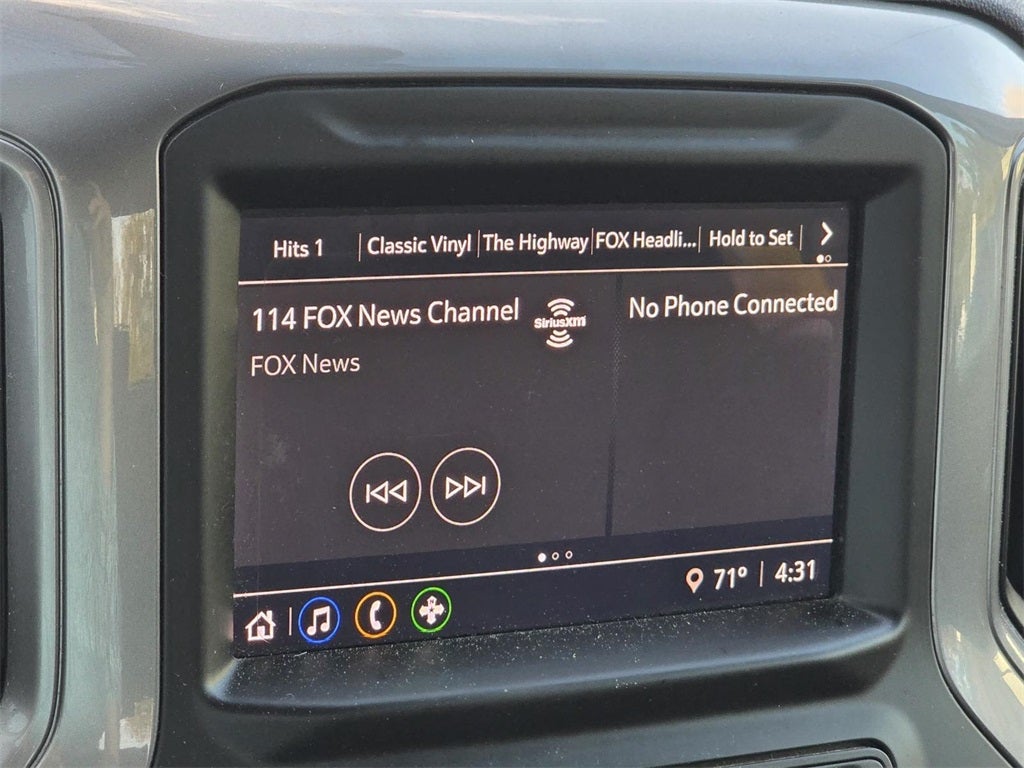 Hits 1 Classic Vinyl The Highway FOX Headli... Hold to Set
114 FOX News Channel SiriusXM No Phone Connected
FOX News
71° 4:31